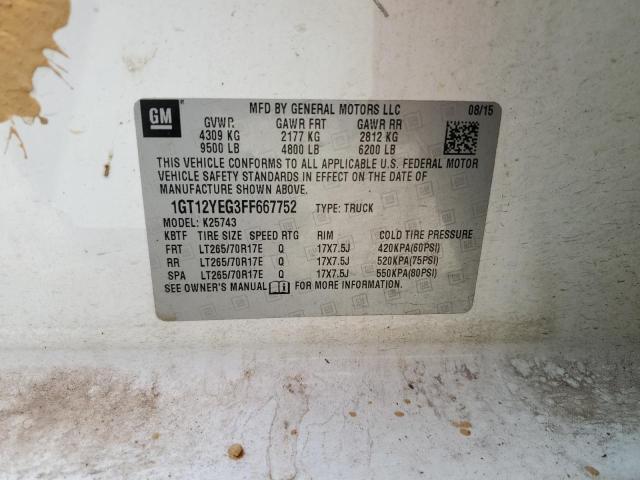 GM
MFD BY GENERAL MOTORS LLC 08/15
GVWR GAWR FRT GAWR RR
4309 KG 2177 KG 2812 KG
9500 LB 4800 LB 6200 LB
THIS VEHICLE CONFORMS TO ALL APPLICABLE U.S. FEDERAL MOTOR
VEHICLE SAFETY STANDARDS IN EFFECT ON THE DATE OF
MANUFACTURE SHOWN ABOVE.
1GT12YEG3FF667752 TYPE: TRUCK
MODEL: K25743
KBTF TIRE SIZE SPEED RTG RIM COLD TIRE PRESSURE
FRT LT265/70R17E Q 17X7.5J 420KPA(60PSI)
RR LT265/70R17E Q 17X7.5J 520KPA(75PSI)
SPA LT265/70R17E Q 17X7.5J 550KPA(80PSI)
SEE OWNER'S MANUAL FOR MORE INFORMATION.